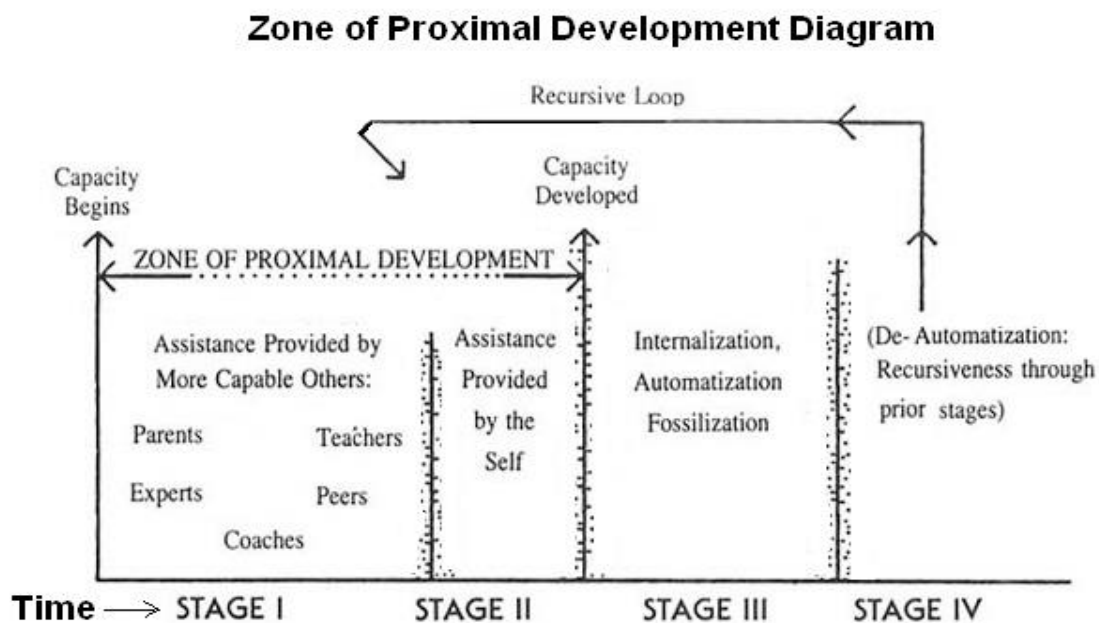 Zone of Proximal Development Diagram
Recursive Loop
Capacity
Begins
Capacity
Developed
ZONE OF PROXIMAL DEVELOPMENT
Assistance Provided by
More Capable Others:
Parents
Teachers
Experts
Peers
Coaches
Assistance
Provided
by the
Self
Internalization,
Automatization
Fossilization
(De-Automatization:
Recursiveness through
prior stages)
Time
STAGE I
STAGE II
STAGE III
STAGE IV